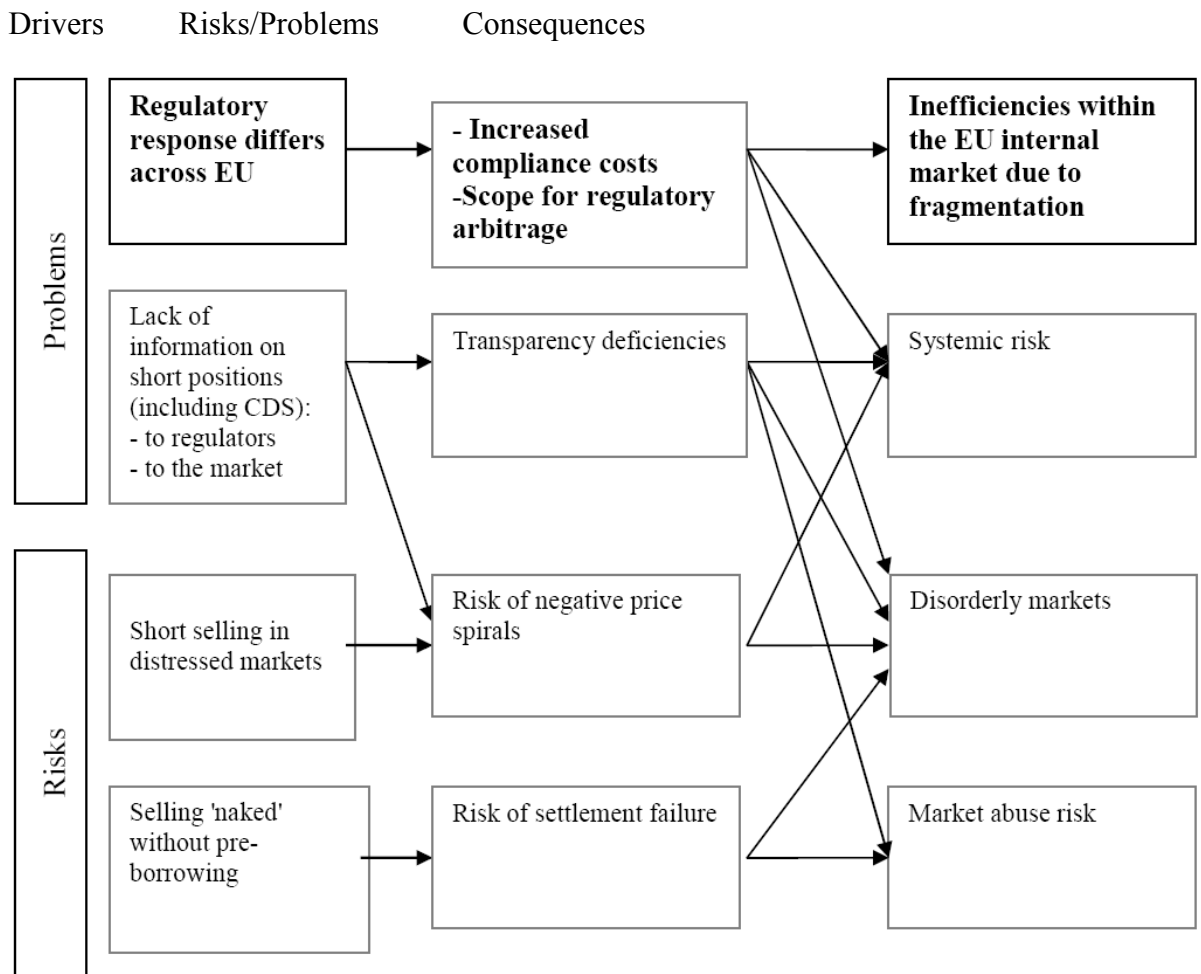 Drivers Risks/Problems Consequences
Problems
Regulatory
response differs
across EU
- Increased
compliance costs
-Scope for regulatory
arbitrage
Inefficiencies within
the EU internal
market due to
fragmentation
Lack of
information on
short positions
(including CDS):
- to regulators
- to the market
Transparency deficiencies
Systemic risk
Risks
Short selling in
distressed markets
Risk of negative price
spirals
Disorderly markets
Selling 'naked'
without pre-
borrowing
Risk of settlement failure
Market abuse risk